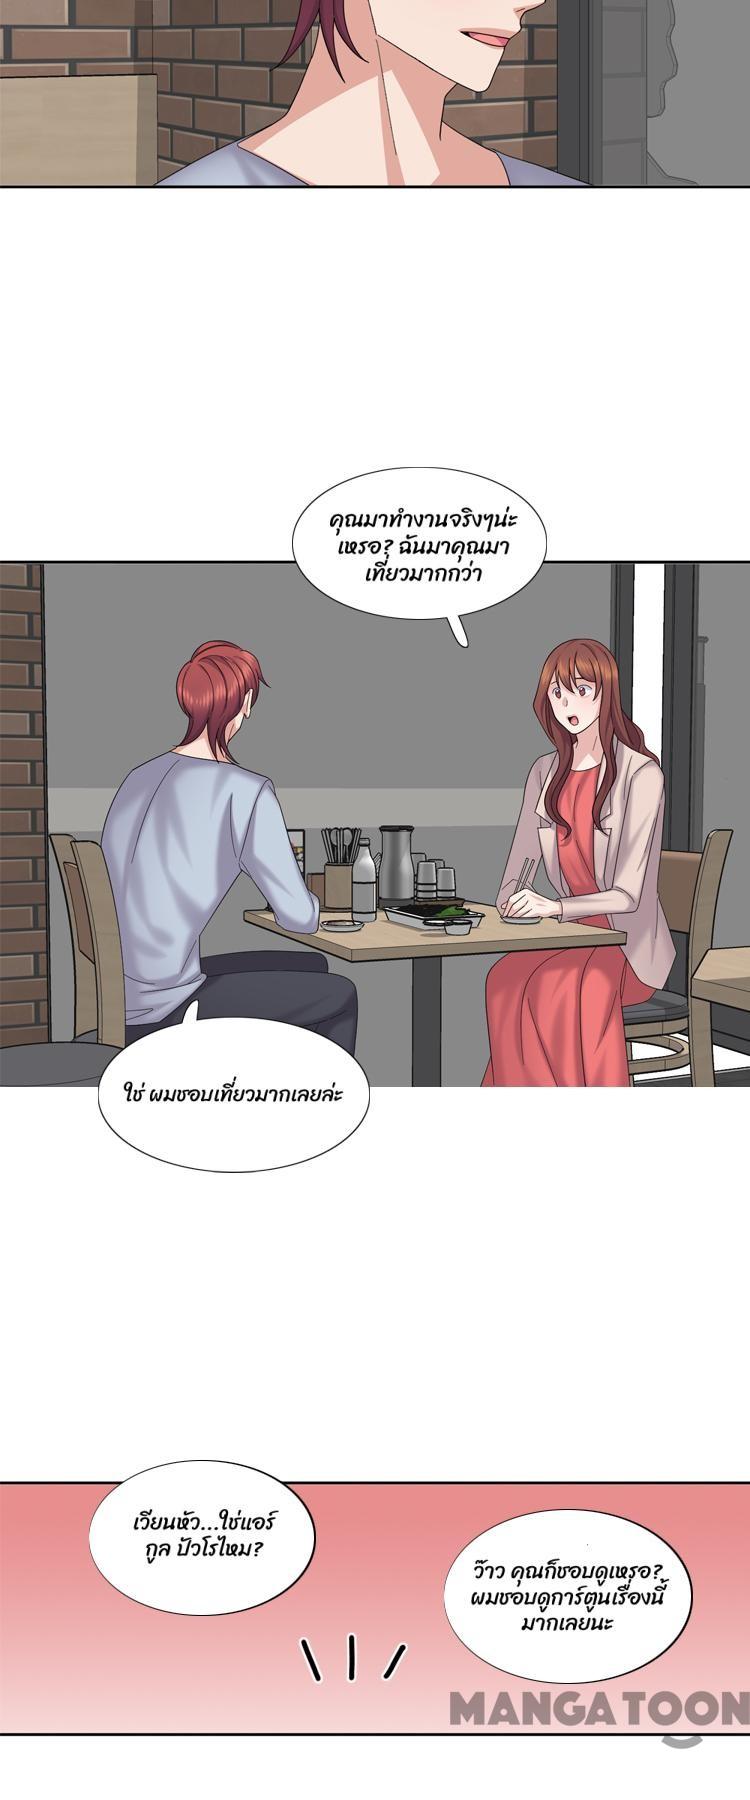 คุณมาทำงานจริงๆน่ะ
เหรอ? ฉันมาคุณมา
เที่ยวมากกว่า
ใช่ ผมชอบเที่ยวมากเลยล่ะ
เวียนหัว...ใช่แอร์
กูล ปัวโรไหม?
ว๊าว คุณก็ชอบดูเหรอ?
ผมชอบดูการ์ตูนเรื่องนี้
มากเลยนะ
MANGATOON